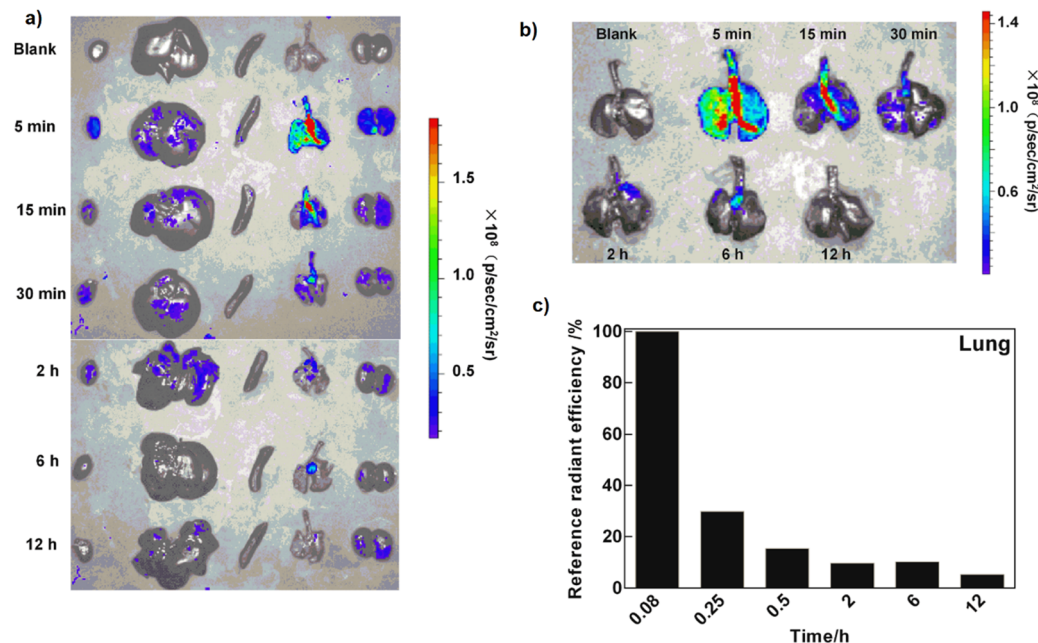 a)
Blank
5 min
15 min
30 min
2 h
6 h
12 h
1.5
1.0
0.5
×10⁸ (p/sec/cm²/sr)
b)
Blank 5 min 15 min 30 min
2 h 6 h 12 h
1.4
1.0
0.6
×10⁸ (p/sec/cm²/sr)
c)
Lung
Reference radiant efficiency /%
100
80
60
40
20
0
0.08 0.25 0.5 2 6 12
Time/h